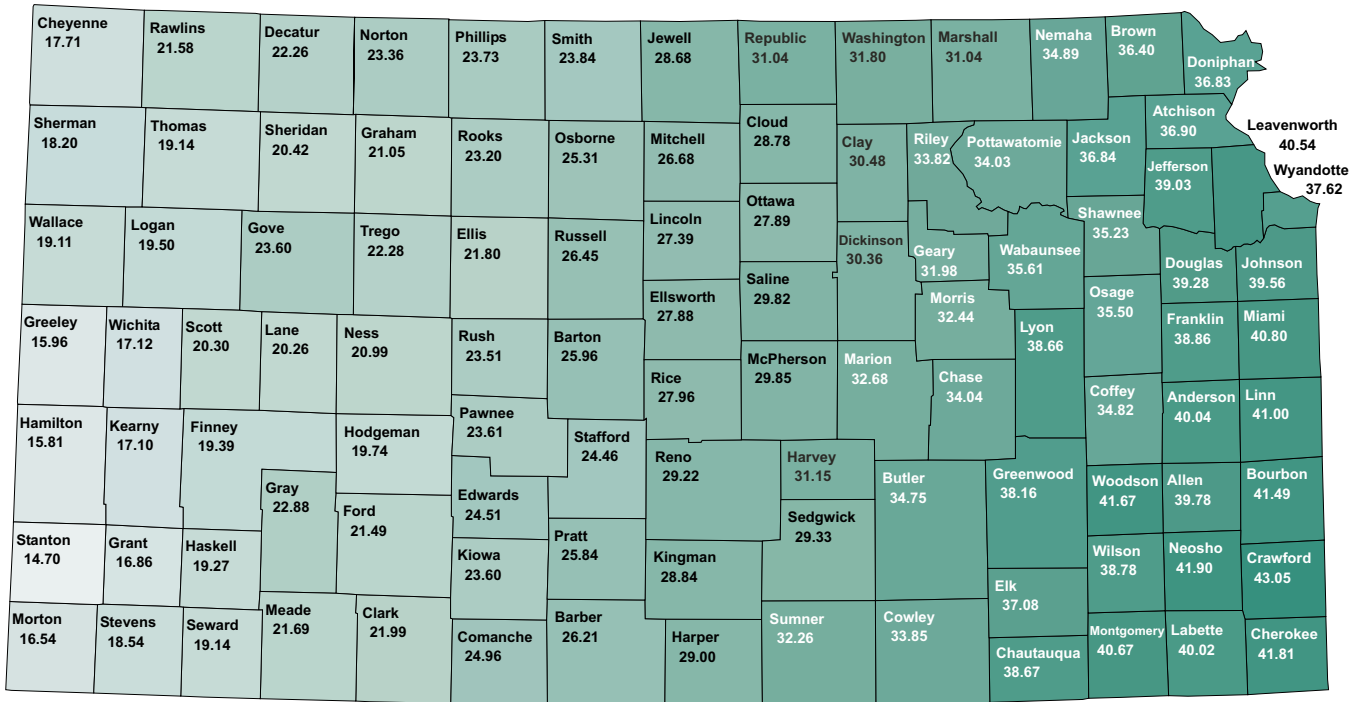 Cheyenne
17.71
Rawlins
21.58
Decatur
22.26
Norton
23.36
Phillips
23.73
Smith
23.84
Jewell
28.68
Republic
31.04
Washington
31.80
Marshall
31.04
Nemaha
34.89
Brown
36.40
Doniphan
36.83
Sherman
18.20
Thomas
19.14
Sheridan
20.42
Graham
21.05
Rooks
23.20
Osborne
25.31
Mitchell
26.68
Cloud
28.78
Clay
30.48
Riley
33.82
Pottawatomie
34.03
Jackson
36.84
Atchison
36.90
Leavenworth
40.54
Jefferson
39.03
Wyandotte
37.62
Wallace
19.11
Logan
19.50
Gove
23.60
Trego
22.28
Ellis
21.80
Russell
26.45
Lincoln
27.39
Ottawa
27.89
Dickinson
30.36
Geary
31.98
Wabaunsee
35.61
Shawnee
35.23
Douglas
39.28
Johnson
39.56
Ellsworth
27.88
Saline
29.82
Morris
32.44
Osage
35.50
Greeley
15.96
Wichita
17.12
Scott
20.30
Lane
20.26
Ness
20.99
Rush
23.51
Barton
25.96
Rice
27.96
McPherson
29.85
Marion
32.68
Chase
34.04
Lyon
38.66
Franklin
38.86
Miami
40.80
Coffey
34.82
Anderson
40.04
Linn
41.00
Hamilton
15.81
Kearny
17.10
Finney
19.39
Hodgeman
19.74
Pawnee
23.61
Stafford
24.46
Reno
29.22
Harvey
31.15
Butler
34.75
Greenwood
38.16
Woodson
41.67
Allen
39.78
Bourbon
41.49
Gray
22.88
Ford
21.49
Edwards
24.51
Sedgwick
29.33
Stanton
14.70
Grant
16.86
Haskell
19.27
Kiowa
23.60
Pratt
25.84
Kingman
28.84
Elk
37.08
Wilson
38.78
Neosho
41.90
Crawford
43.05
Morton
16.54
Stevens
18.54
Seward
19.14
Meade
21.69
Clark
21.99
Comanche
24.96
Barber
26.21
Harper
29.00
Sumner
32.26
Cowley
33.85
Chautauqua
38.67
Montgomery
40.67
Labette
40.02
Cherokee
41.81